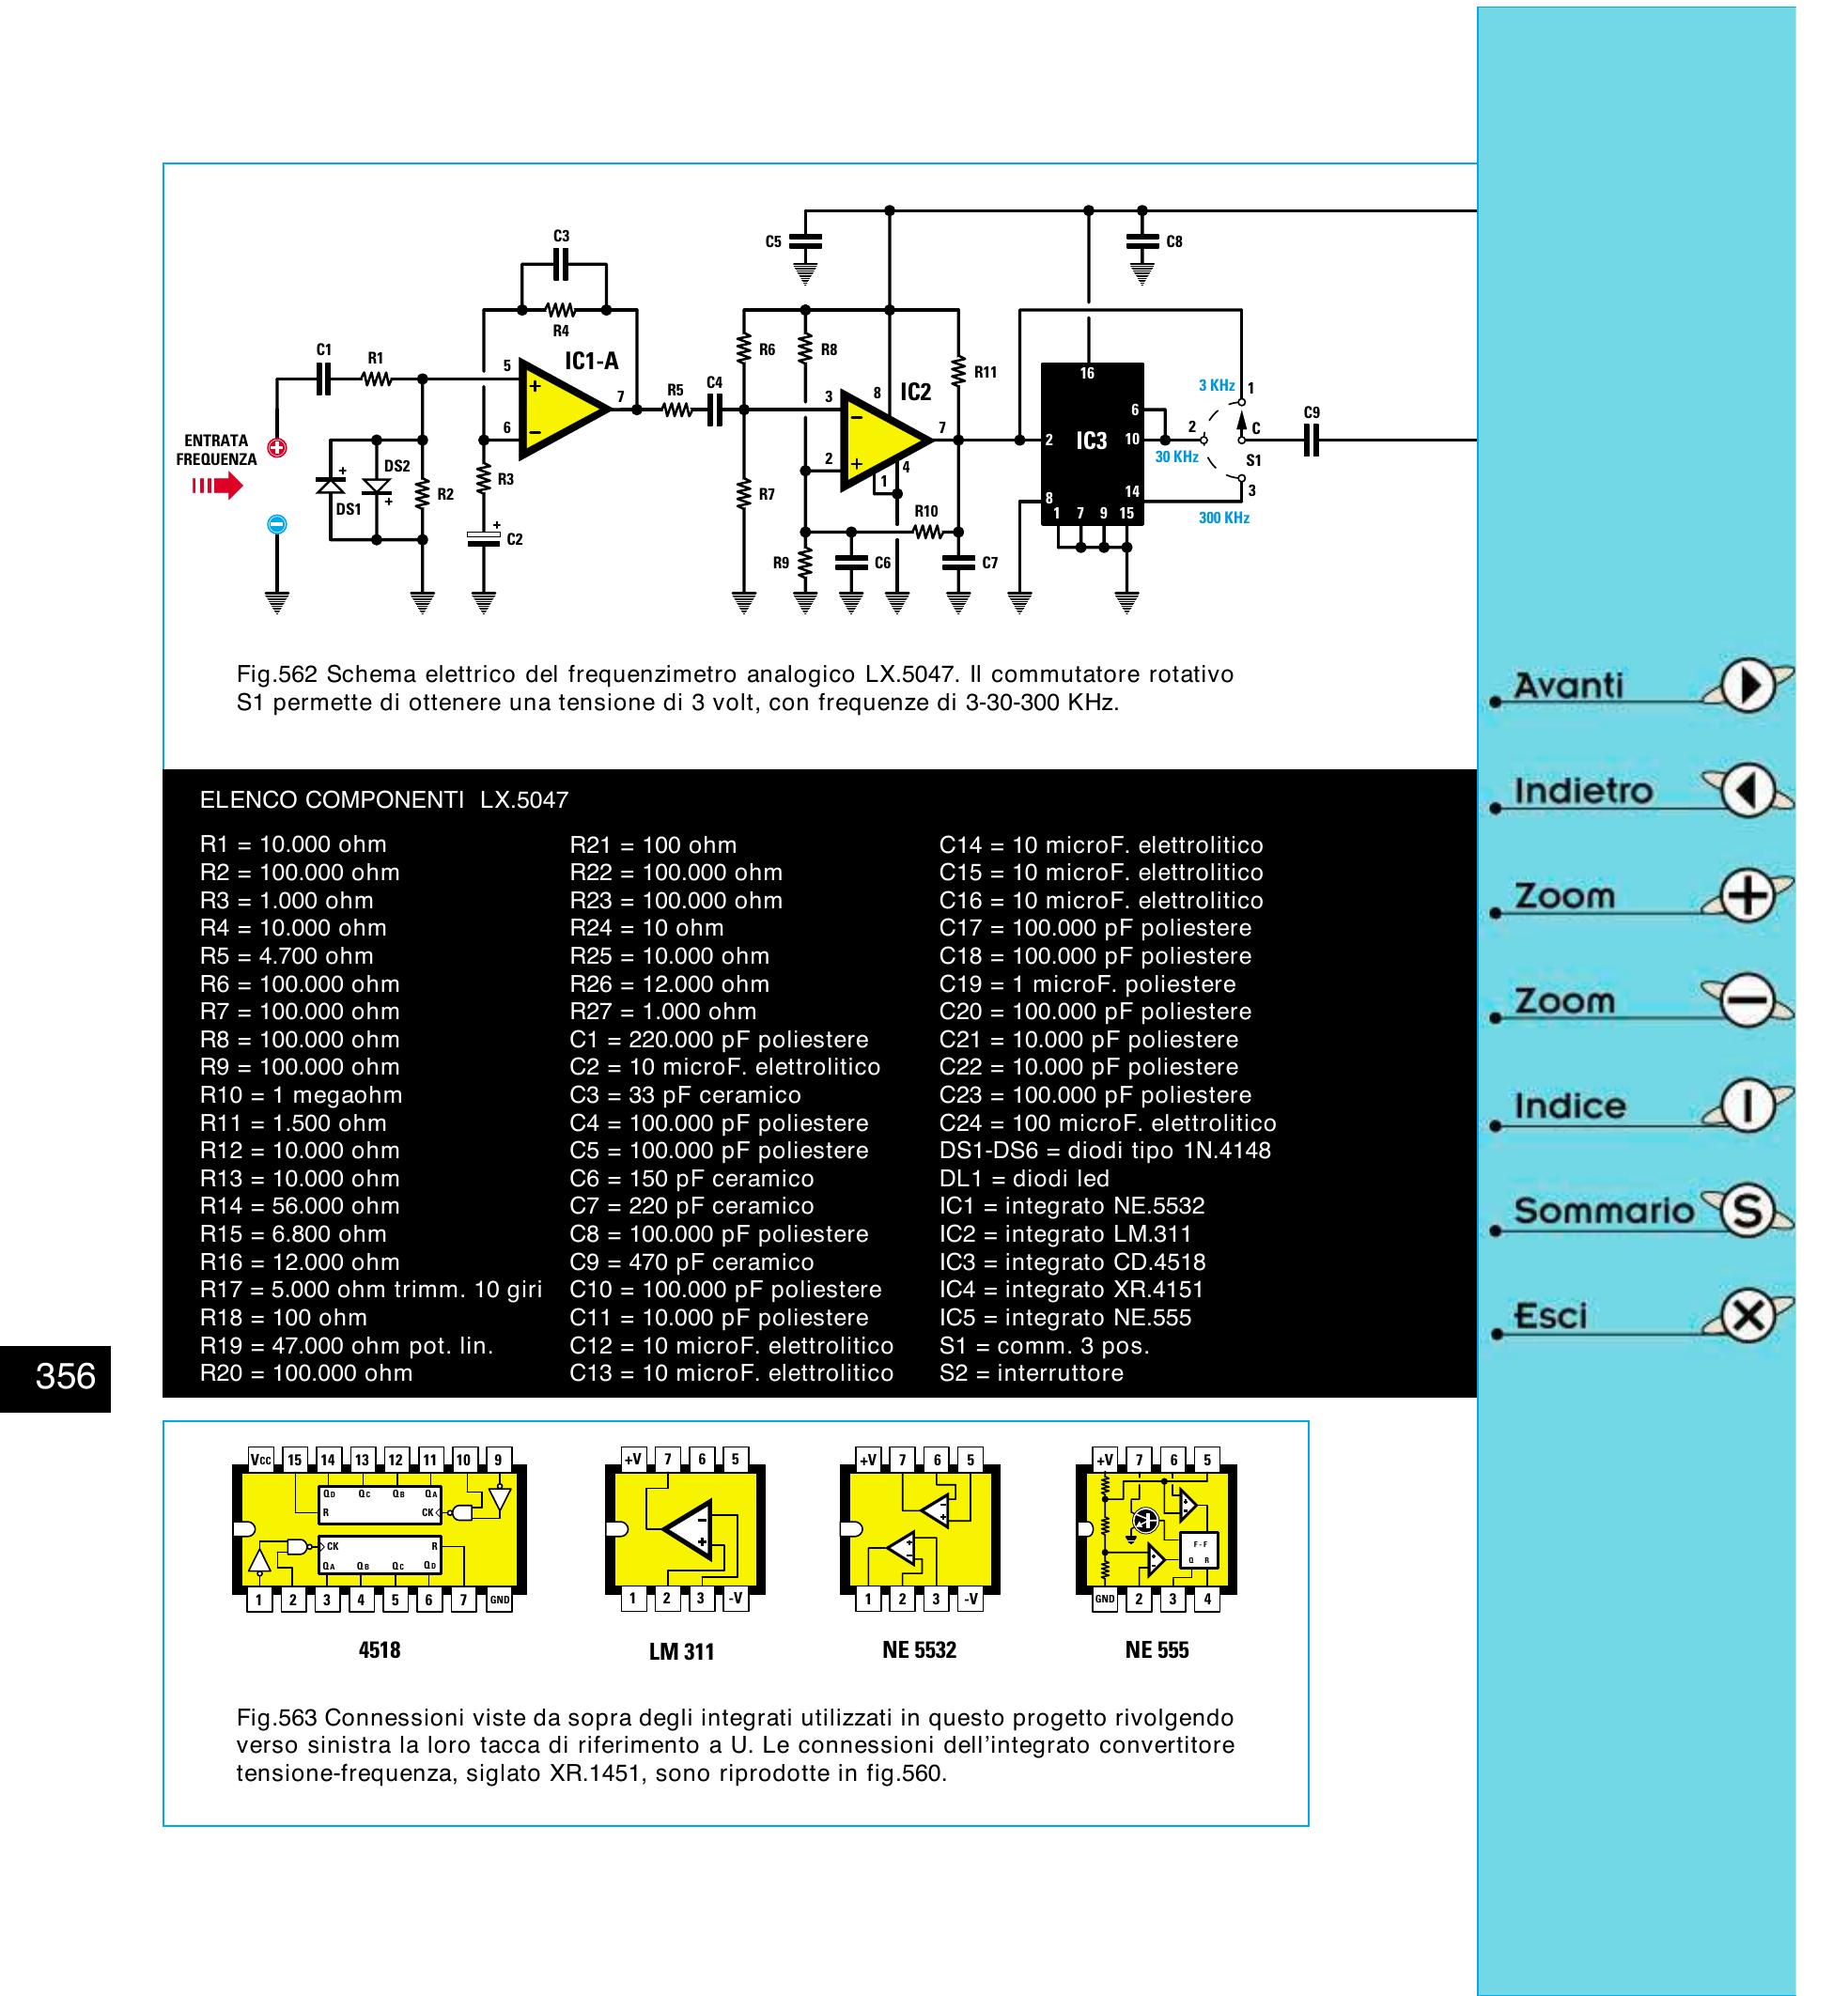 C3
C5
C8
R4
IC1-A
C1
R1
5
+
6
−
7
R5
C4
R6
R8
IC2
R11
3
8
−
7
2
+
4
1
R10
16
6
2
IC3
10
8
14
1 7 9 15
3 KHz
1
2
C
30 KHz
S1
3
300 KHz
C9
ENTRATA
FREQUENZA
+
−
+
DS2
DS1
+
R2
R3
+
C2
R7
R9
C6
C7
Fig.562 Schema elettrico del frequenzimetro analogico LX.5047. Il commutatore rotativo
S1 permette di ottenere una tensione di 3 volt, con frequenze di 3-30-300 KHz.
ELENCO COMPONENTI LX.5047
R1 = 10.000 ohm
R2 = 100.000 ohm
R3 = 1.000 ohm
R4 = 10.000 ohm
R5 = 4.700 ohm
R6 = 100.000 ohm
R7 = 100.000 ohm
R8 = 100.000 ohm
R9 = 100.000 ohm
R10 = 1 megaohm
R11 = 1.500 ohm
R12 = 10.000 ohm
R13 = 10.000 ohm
R14 = 56.000 ohm
R15 = 6.800 ohm
R16 = 12.000 ohm
R17 = 5.000 ohm trimm. 10 giri
R18 = 100 ohm
R19 = 47.000 ohm pot. lin.
R20 = 100.000 ohm
R21 = 100 ohm
R22 = 100.000 ohm
R23 = 100.000 ohm
R24 = 10 ohm
R25 = 10.000 ohm
R26 = 12.000 ohm
R27 = 1.000 ohm
C1 = 220.000 pF poliestere
C2 = 10 microF. elettrolitico
C3 = 33 pF ceramico
C4 = 100.000 pF poliestere
C5 = 100.000 pF poliestere
C6 = 150 pF ceramico
C7 = 220 pF ceramico
C8 = 100.000 pF poliestere
C9 = 470 pF ceramico
C10 = 100.000 pF poliestere
C11 = 10.000 pF poliestere
C12 = 10 microF. elettrolitico
C13 = 10 microF. elettrolitico
C14 = 10 microF. elettrolitico
C15 = 10 microF. elettrolitico
C16 = 10 microF. elettrolitico
C17 = 100.000 pF poliestere
C18 = 100.000 pF poliestere
C19 = 1 microF. poliestere
C20 = 100.000 pF poliestere
C21 = 10.000 pF poliestere
C22 = 10.000 pF poliestere
C23 = 100.000 pF poliestere
C24 = 100 microF. elettrolitico
DS1-DS6 = diodi tipo 1N.4148
DL1 = diodi led
IC1 = integrato NE.5532
IC2 = integrato LM.311
IC3 = integrato CD.4518
IC4 = integrato XR.4151
IC5 = integrato NE.555
S1 = comm. 3 pos.
S2 = interruttore
356
Vcc 15 14 13 12 11 10 9
QD QC QB QA
R CK
CK R
QA QB QC QD
1 2 3 4 5 6 7 GND
4518
+V 7 6 5
−
+
1 2 3 -V
LM 311
+V 7 6 5
−
+
+
−
1 2 3 -V
NE 5532
+V 7 6 5
+
−
F-F
Q R
+
−
GND 2 3 4
NE 555
Fig.563 Connessioni viste da sopra degli integrati utilizzati in questo progetto rivolgendo
verso sinistra la loro tacca di riferimento a U. Le connessioni dell'integrato convertitore
tensione-frequenza, siglato XR.1451, sono riprodotte in fig.560.
Avanti
Indietro
Zoom +
Zoom −
Indice I
Sommario S
Esci X